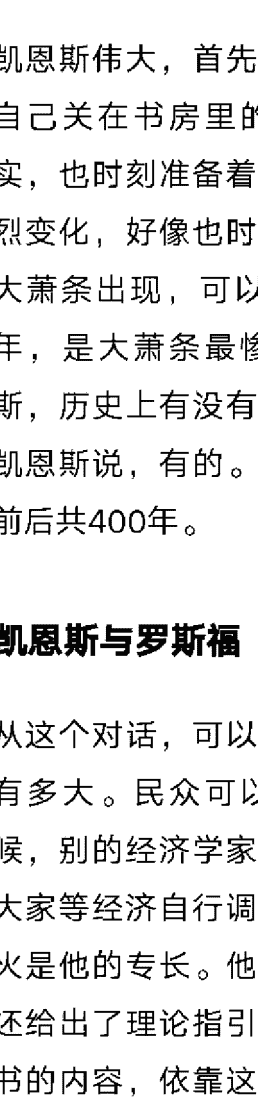 凯恩斯伟大，首先
自己关在书房里的
实，也时刻准备着
烈变化，好像也时
大萧条出现，可以
年，是大萧条最惨
斯，历史上有没有
凯恩斯说，有的。
前后共400年。
凯恩斯与罗斯福
从这个对话，可以
有多大。民众可以
候，别的经济学家
大家等经济自行调
火是他的专长。他
还给出了理论指引
书的内容，依靠这